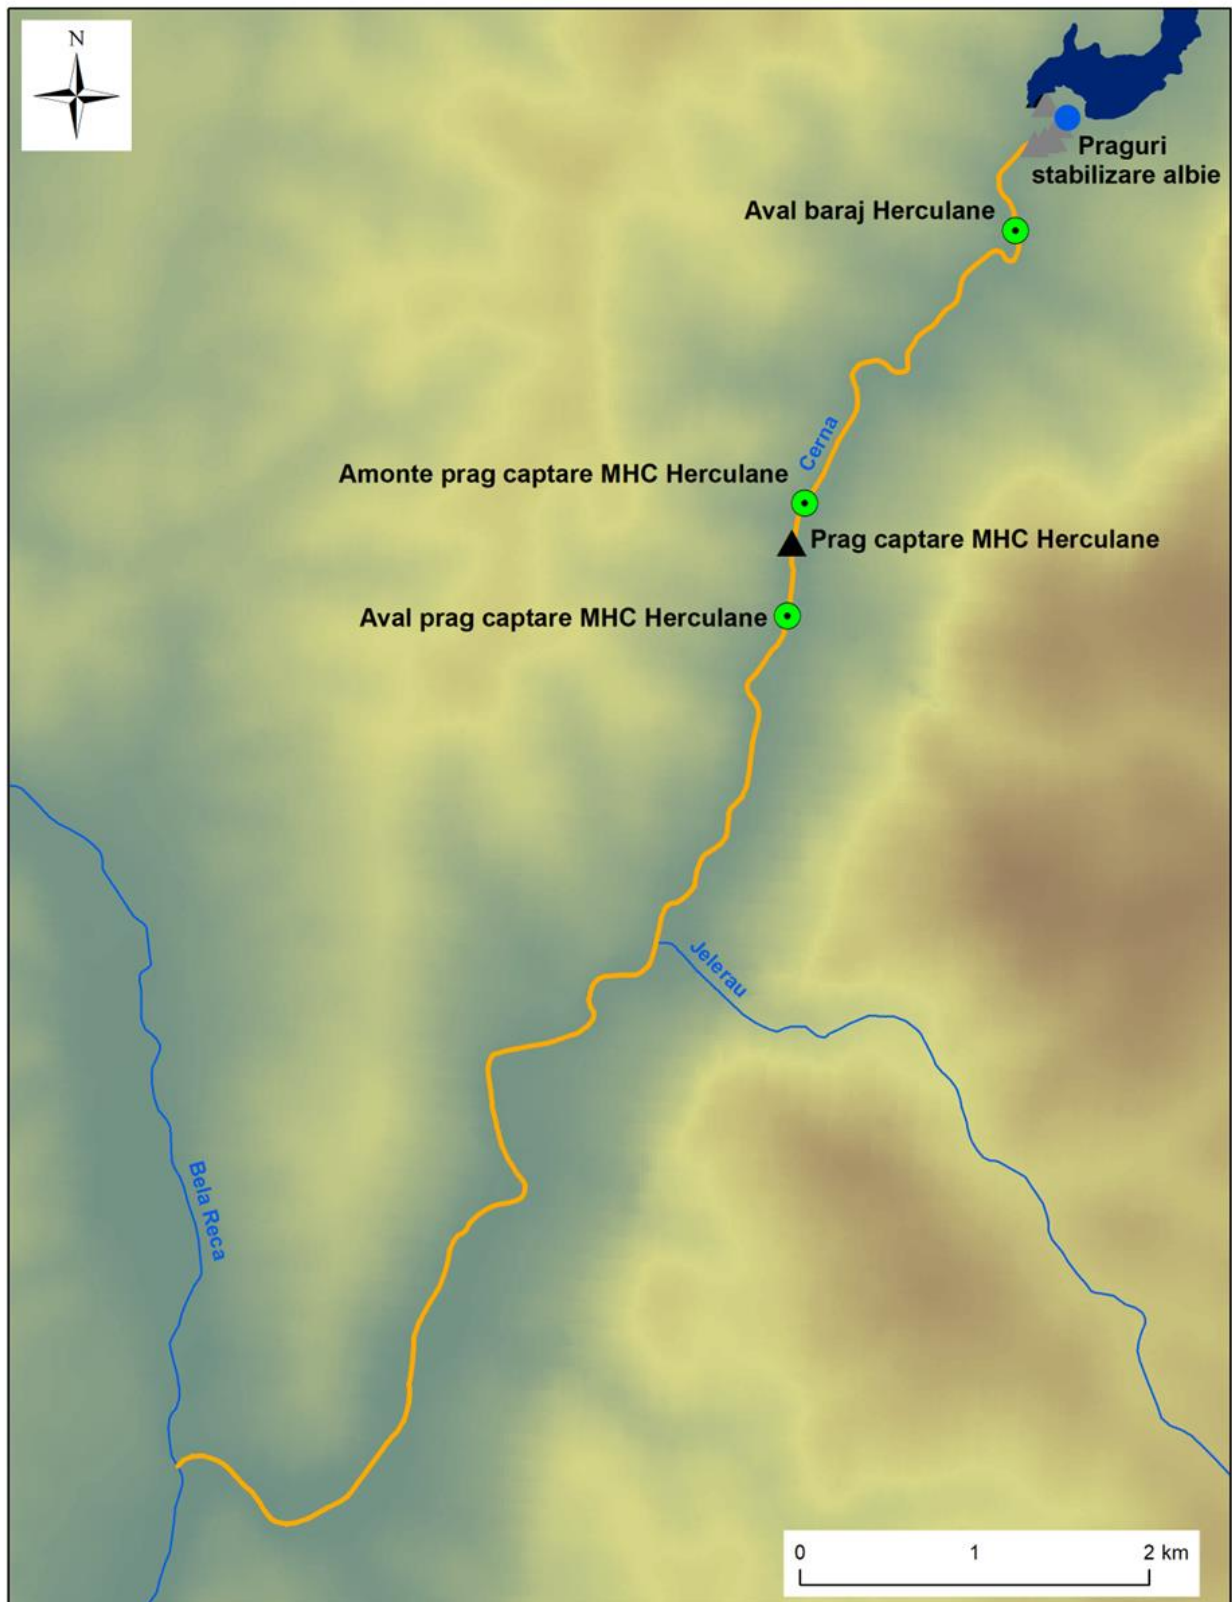 N
Praguri
stabilizare albie
Aval baraj Herculane
Cerna
Amonte prag captare MHC Herculane
Prag captare MHC Herculane
Aval prag captare MHC Herculane
Jelerau
Bela Reca
0 1 2 km